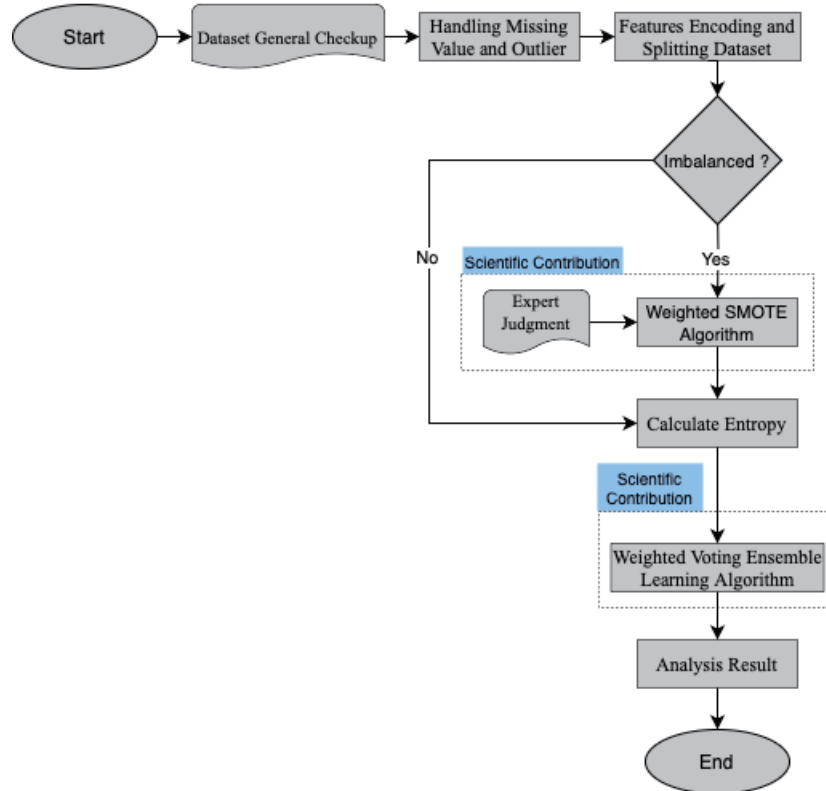 Start
Dataset General Checkup
Handling Missing
Value and Outlier
Features Encoding and
Splitting Dataset
Imbalanced ?
No
Yes
Scientific Contribution
Expert
Judgment
Weighted SMOTE
Algorithm
Calculate Entropy
Scientific
Contribution
Weighted Voting Ensemble
Learning Algorithm
Analysis Result
End